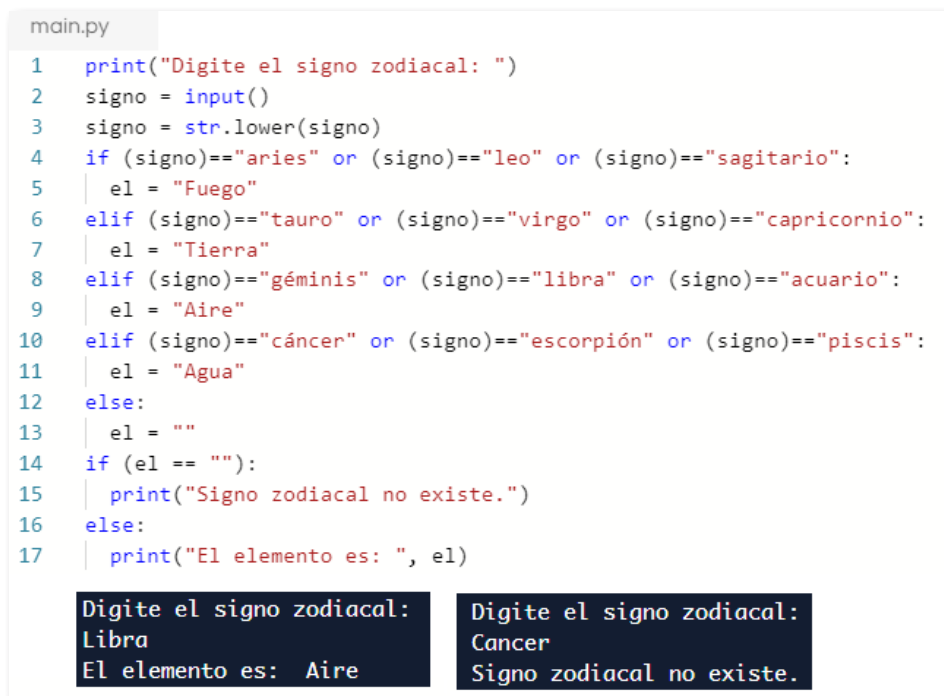 main.py
1 print("Digite el signo zodiacal: ")
2 signo = input()
3 signo = str.lower(signo)
4 if (signo)=="aries" or (signo)=="leo" or (signo)=="sagitario":
5   el = "Fuego"
6 elif (signo)=="tauro" or (signo)=="virgo" or (signo)=="capricornio":
7   el = "Tierra"
8 elif (signo)=="géminis" or (signo)=="libra" or (signo)=="acuario":
9   el = "Aire"
10 elif (signo)=="cáncer" or (signo)=="escorpión" or (signo)=="piscis":
11   el = "Agua"
12 else:
13   el = ""
14 if (el == ""):
15   print("Signo zodiacal no existe.")
16 else:
17   print("El elemento es: ", el)
Digite el signo zodiacal:
Libra
El elemento es:  Aire
Digite el signo zodiacal:
Cancer
Signo zodiacal no existe.